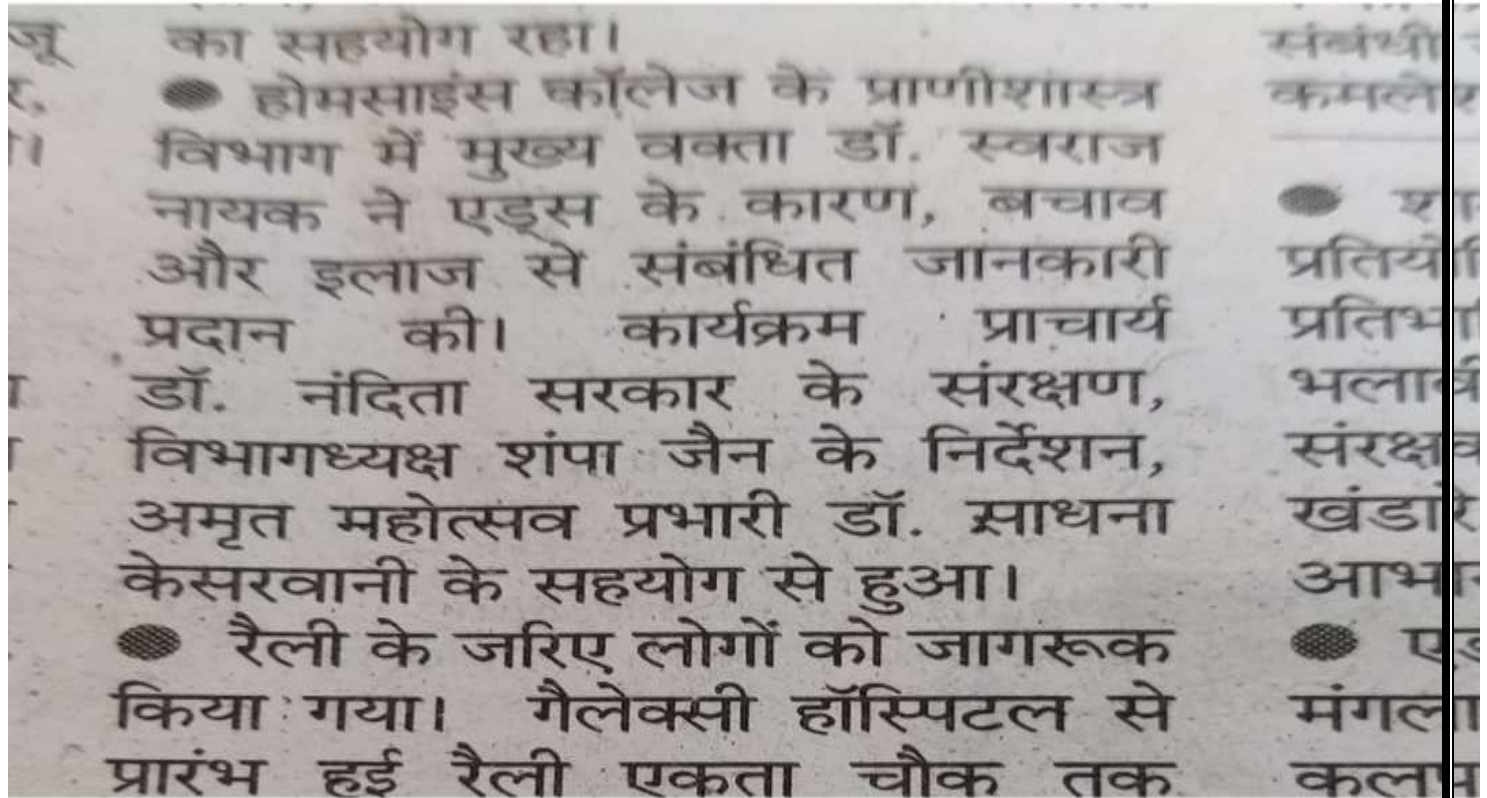 का सहयोग रहा।
● होमसाइंस कॉलेज के प्राणीशास्त्र
विभाग में मुख्य वक्ता डॉ. स्वराज
नायक ने एड्स के कारण, बचाव
और इलाज से संबंधित जानकारी
प्रदान की। कार्यक्रम प्राचार्य
डॉ. नंदिता सरकार के संरक्षण,
विभागध्यक्ष शंपा जैन के निर्देशन,
अमृत महोत्सव प्रभारी डॉ. साधना
केसरवानी के सहयोग से हुआ।
● रैली के जरिए लोगों को जागरूक
किया गया। गैलेक्सी हॉस्पिटल से
प्रारंभ हुई रैली एकता चौक तक
संबंधी